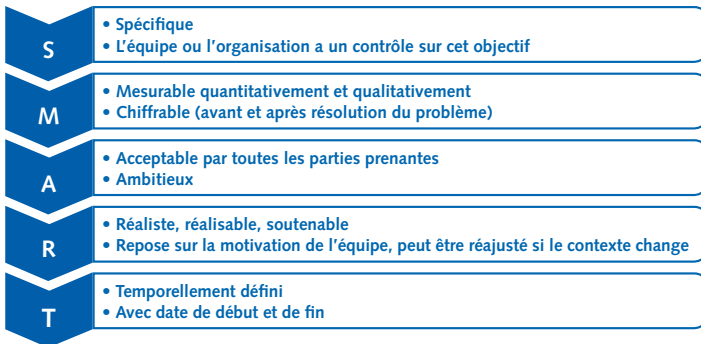 S
• Spécifique
• L’équipe ou l’organisation a un contrôle sur cet objectif
M
• Mesurable quantitativement et qualitativement
• Chiffrable (avant et après résolution du problème)
A
• Acceptable par toutes les parties prenantes
• Ambitieux
R
• Réaliste, réalisable, soutenable
• Repose sur la motivation de l’équipe, peut être réajusté si le contexte change
T
• Temporellement défini
• Avec date de début et de fin